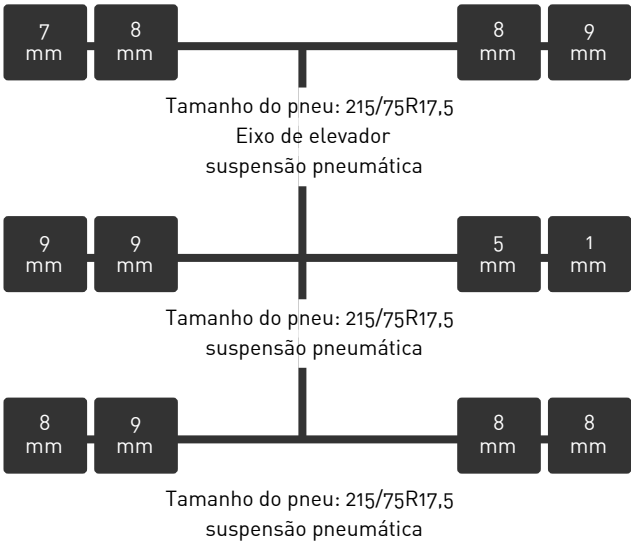 7 mm 8 mm 8 mm 9 mm
Tamanho do pneu: 215/75R17,5
Eixo de elevador
suspensão pneumática
9 mm 9 mm 5 mm 1 mm
Tamanho do pneu: 215/75R17,5
suspensão pneumática
8 mm 9 mm 8 mm 8 mm
Tamanho do pneu: 215/75R17,5
suspensão pneumática